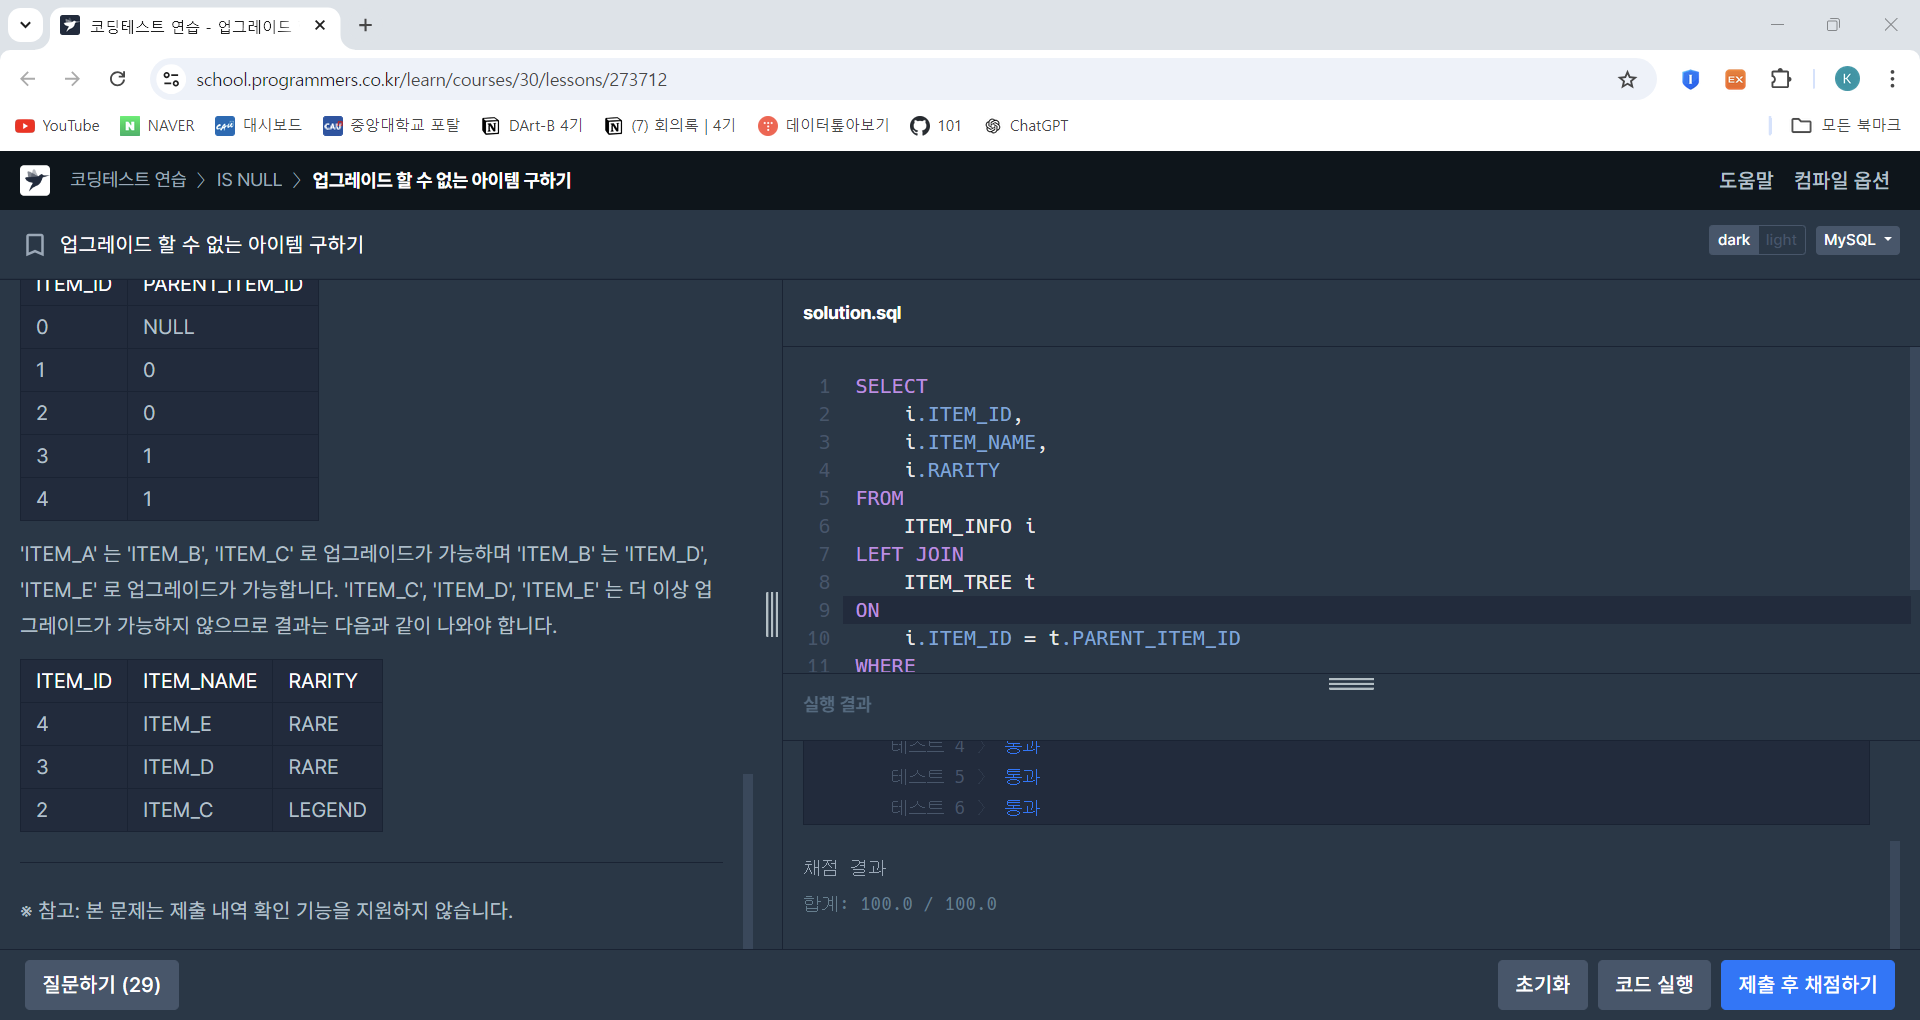 코딩테스트 연습 - 업그레이드
school.programmers.co.kr/learn/courses/30/lessons/273712
K
YouTube
NAVER
대시보드
중앙대학교 포탈
DArt-B 4기
(7) 회의록 | 4기
데이터톺아보기
101
ChatGPT
모든 북마크
코딩테스트 연습 > IS NULL > 업그레이드 할 수 없는 아이템 구하기
도움말 컴파일 옵션
업그레이드 할 수 없는 아이템 구하기
dark light MySQL
ITEM_ID PARENT_ITEM_ID
0 NULL
1 0
2 0
3 1
4 1
'ITEM_A' 는 'ITEM_B', 'ITEM_C' 로 업그레이드가 가능하며 'ITEM_B' 는 'ITEM_D',
'ITEM_E' 로 업그레이드가 가능합니다. 'ITEM_C', 'ITEM_D', 'ITEM_E' 는 더 이상 업
그레이드가 가능하지 않으므로 결과는 다음과 같이 나와야 합니다.
ITEM_ID ITEM_NAME RARITY
4 ITEM_E RARE
3 ITEM_D RARE
2 ITEM_C LEGEND
※ 참고: 본 문제는 제출 내역 확인 기능을 지원하지 않습니다.
solution.sql
1 SELECT
2 i.ITEM_ID,
3 i.ITEM_NAME,
4 i.RARITY
5 FROM
6 ITEM_INFO i
7 LEFT JOIN
8 ITEM_TREE t
9 ON
10 i.ITEM_ID = t.PARENT_ITEM_ID
11 WHERE
실행 결과
테스트 4 > 통과
테스트 5 > 통과
테스트 6 > 통과
채점 결과
합계: 100.0 / 100.0
질문하기 (29)
초기화
코드 실행
제출 후 채점하기